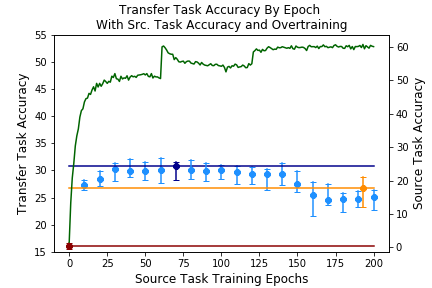 Transfer Task Accuracy By Epoch
With Src. Task Accuracy and Overtraining
Transfer Task Accuracy
55
50
45
40
35
30
25
20
15
60
50
40
30
20
10
0
Source Task Accuracy
0 25 50 75 100 125 150 175 200
Source Task Training Epochs